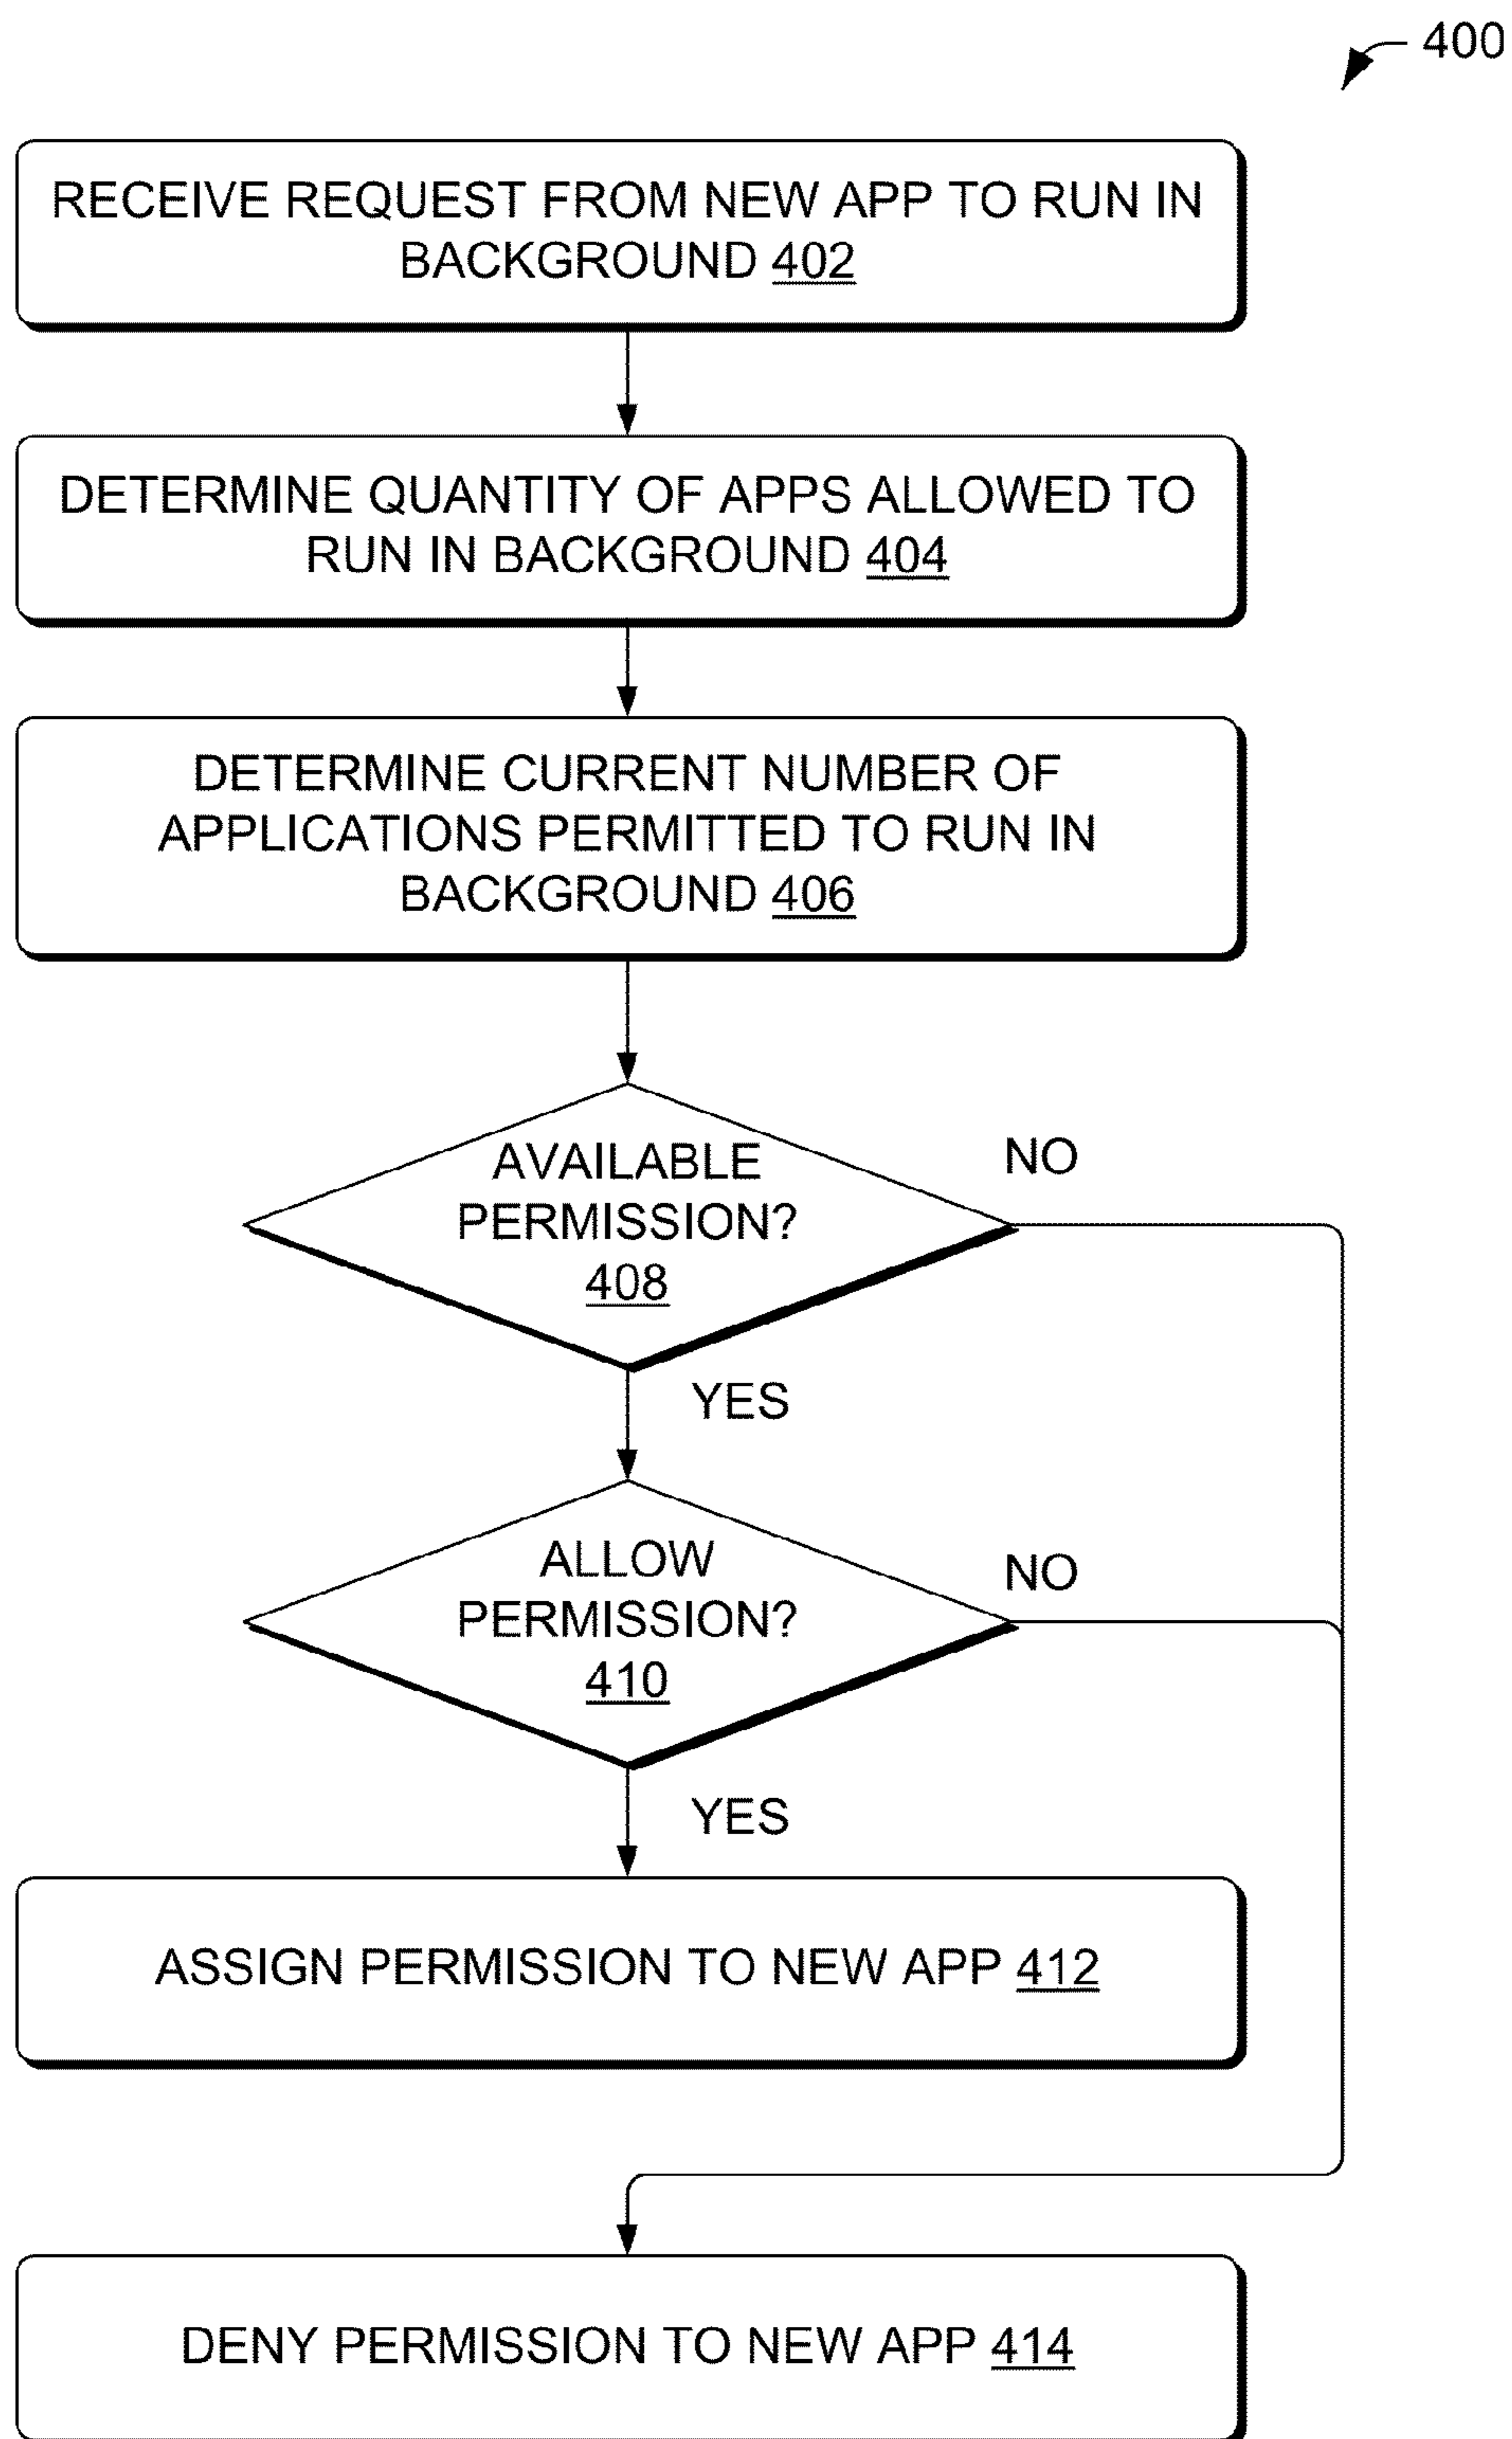 400
RECEIVE REQUEST FROM NEW APP TO RUN IN
BACKGROUND 402
DETERMINE QUANTITY OF APPS ALLOWED TO
RUN IN BACKGROUND 404
DETERMINE CURRENT NUMBER OF
APPLICATIONS PERMITTED TO RUN IN
BACKGROUND 406
AVAILABLE
PERMISSION?
408
NO
YES
ALLOW
PERMISSION?
410
NO
YES
ASSIGN PERMISSION TO NEW APP 412
DENY PERMISSION TO NEW APP 414